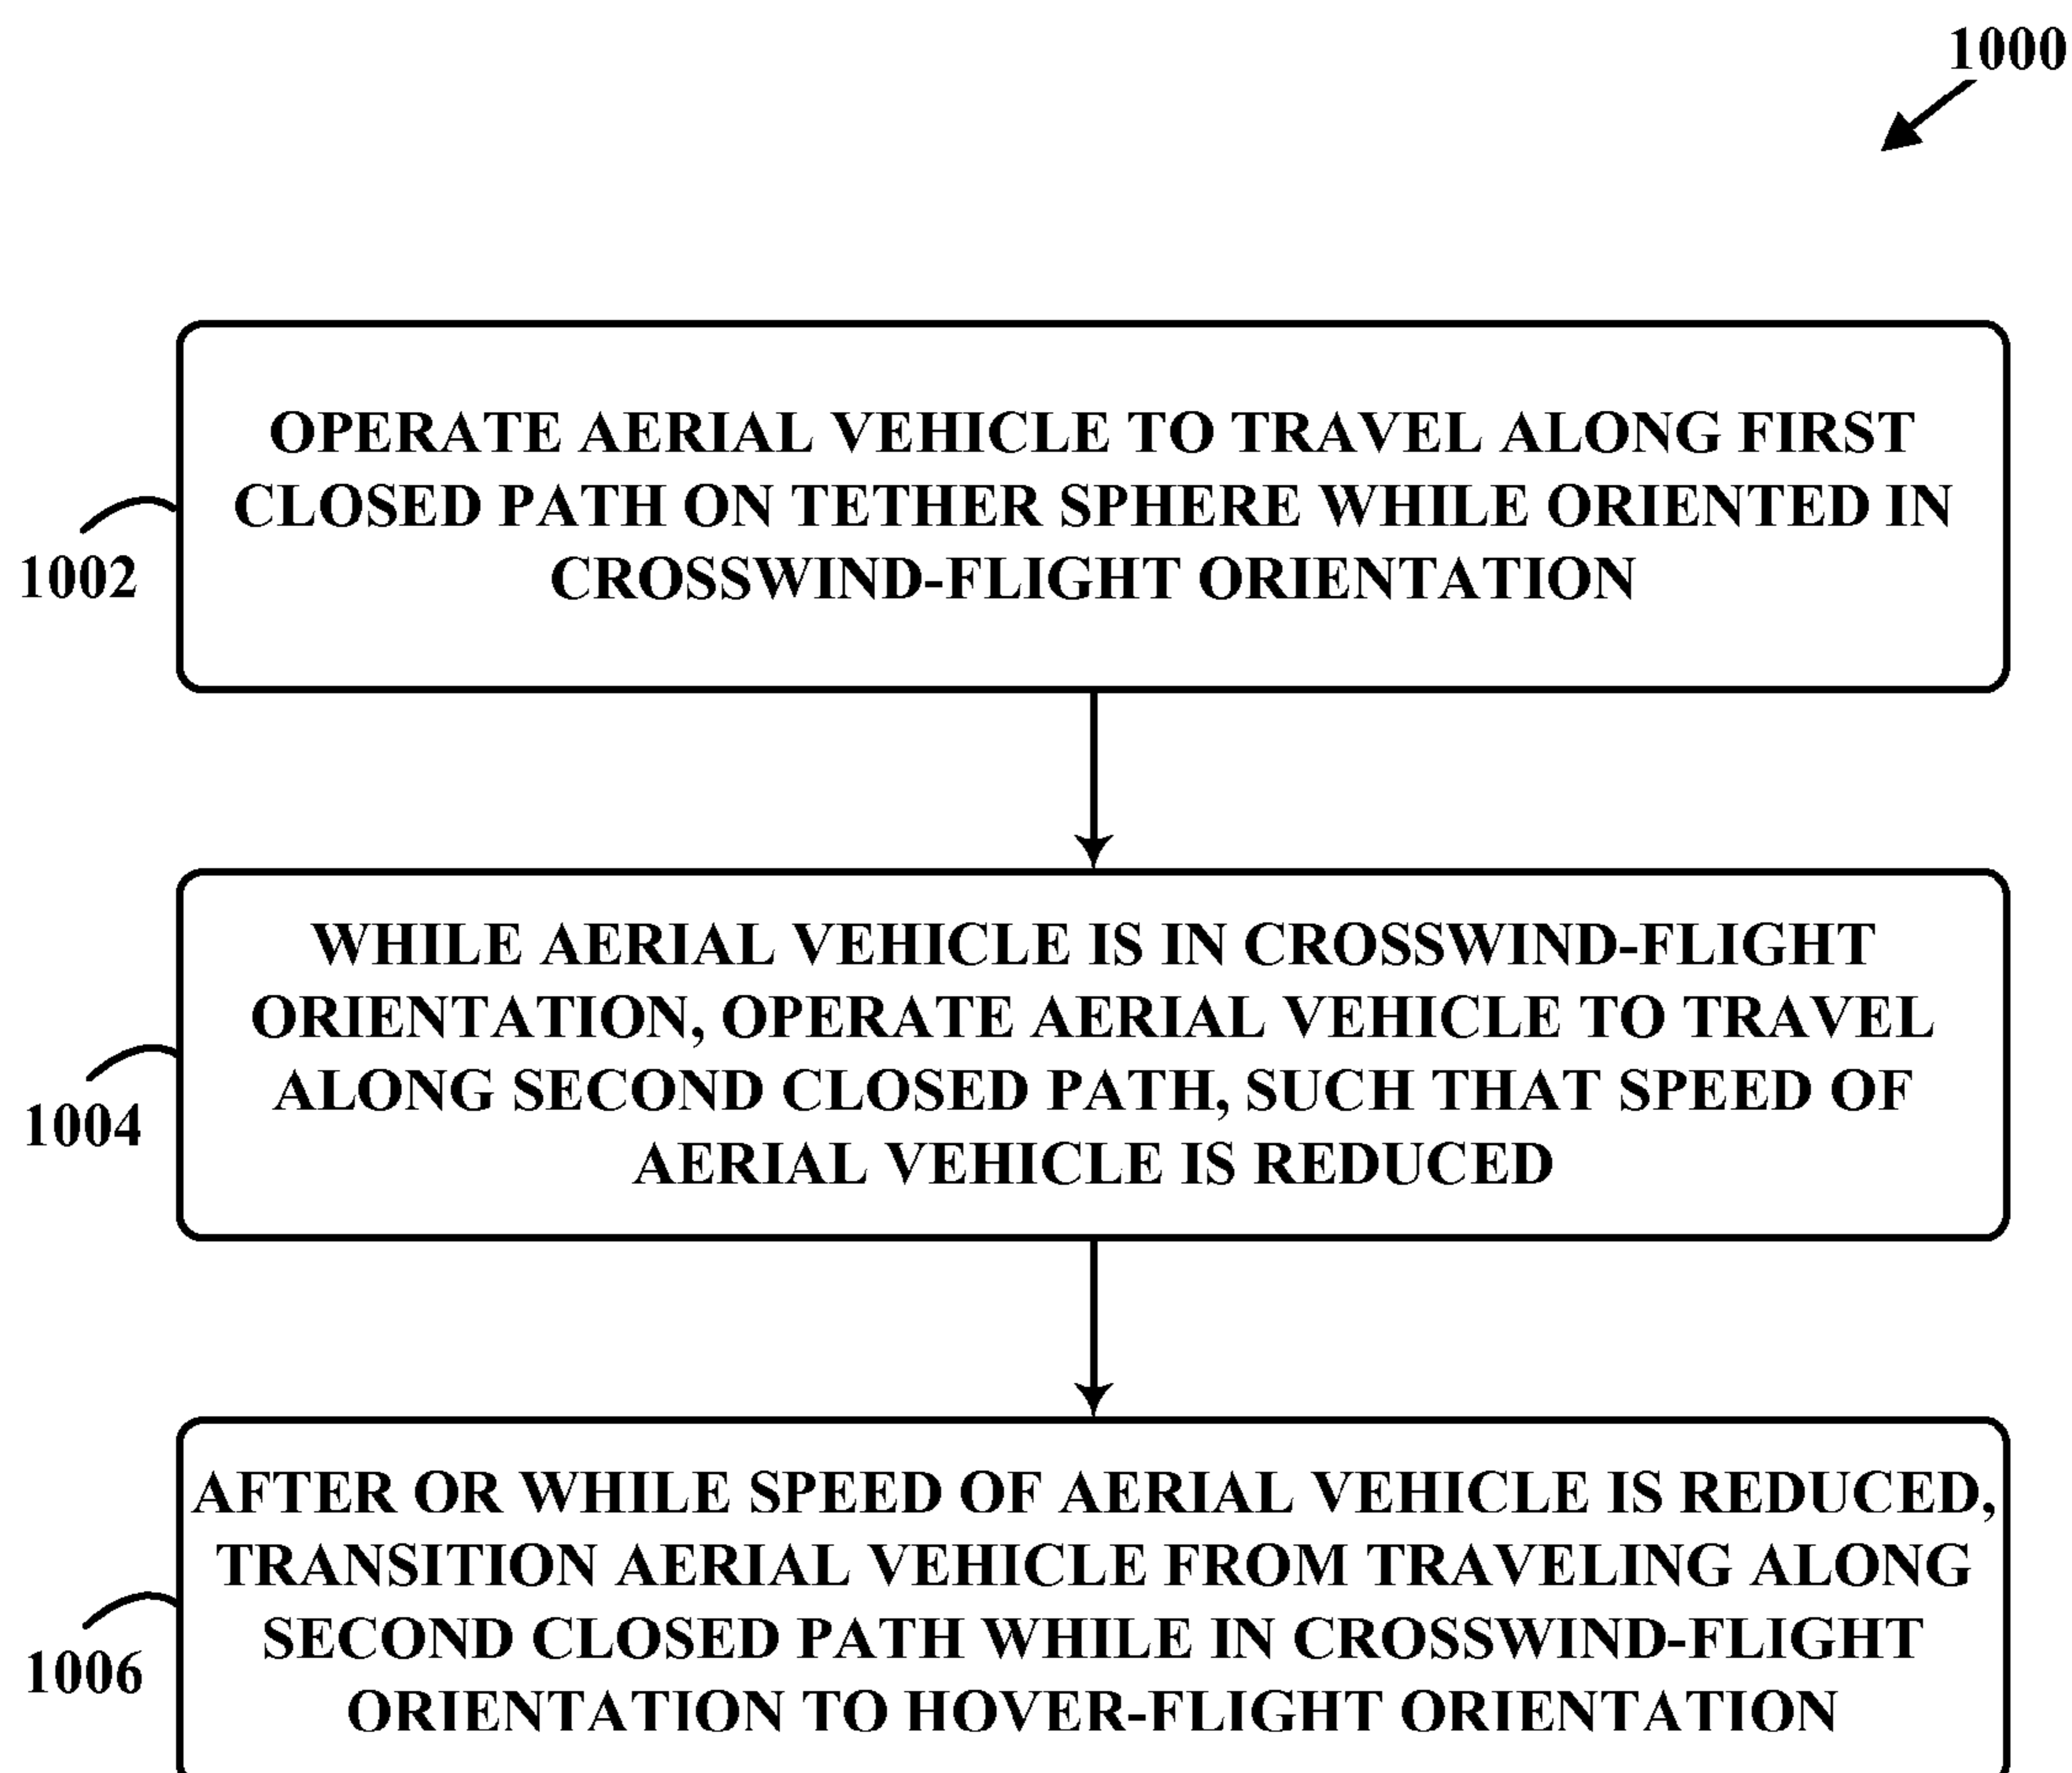 1000
OPERATE AERIAL VEHICLE TO TRAVEL ALONG FIRST
CLOSED PATH ON TETHER SPHERE WHILE ORIENTED IN
CROSSWIND-FLIGHT ORIENTATION
1002
WHILE AERIAL VEHICLE IS IN CROSSWIND-FLIGHT
ORIENTATION, OPERATE AERIAL VEHICLE TO TRAVEL
ALONG SECOND CLOSED PATH, SUCH THAT SPEED OF
AERIAL VEHICLE IS REDUCED
1004
AFTER OR WHILE SPEED OF AERIAL VEHICLE IS REDUCED,
TRANSITION AERIAL VEHICLE FROM TRAVELING ALONG
SECOND CLOSED PATH WHILE IN CROSSWIND-FLIGHT
ORIENTATION TO HOVER-FLIGHT ORIENTATION
1006